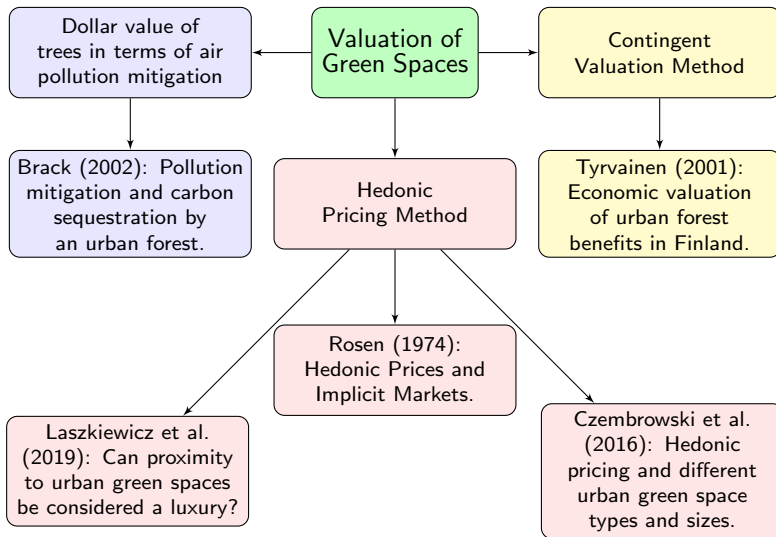 Dollar value of
trees in terms of air
pollution mitigation
Valuation of
Green Spaces
Contingent
Valuation Method
Brack (2002): Pollution
mitigation and carbon
sequestration by
an urban forest.
Hedonic
Pricing Method
Tyrvainen (2001):
Economic valuation
of urban forest
benefits in Finland.
Rosen (1974):
Hedonic Prices and
Implicit Markets.
Laszkiewicz et al.
(2019): Can proximity
to urban green spaces
be considered a luxury?
Czembrowski et al.
(2016): Hedonic
pricing and different
urban green space
types and sizes.